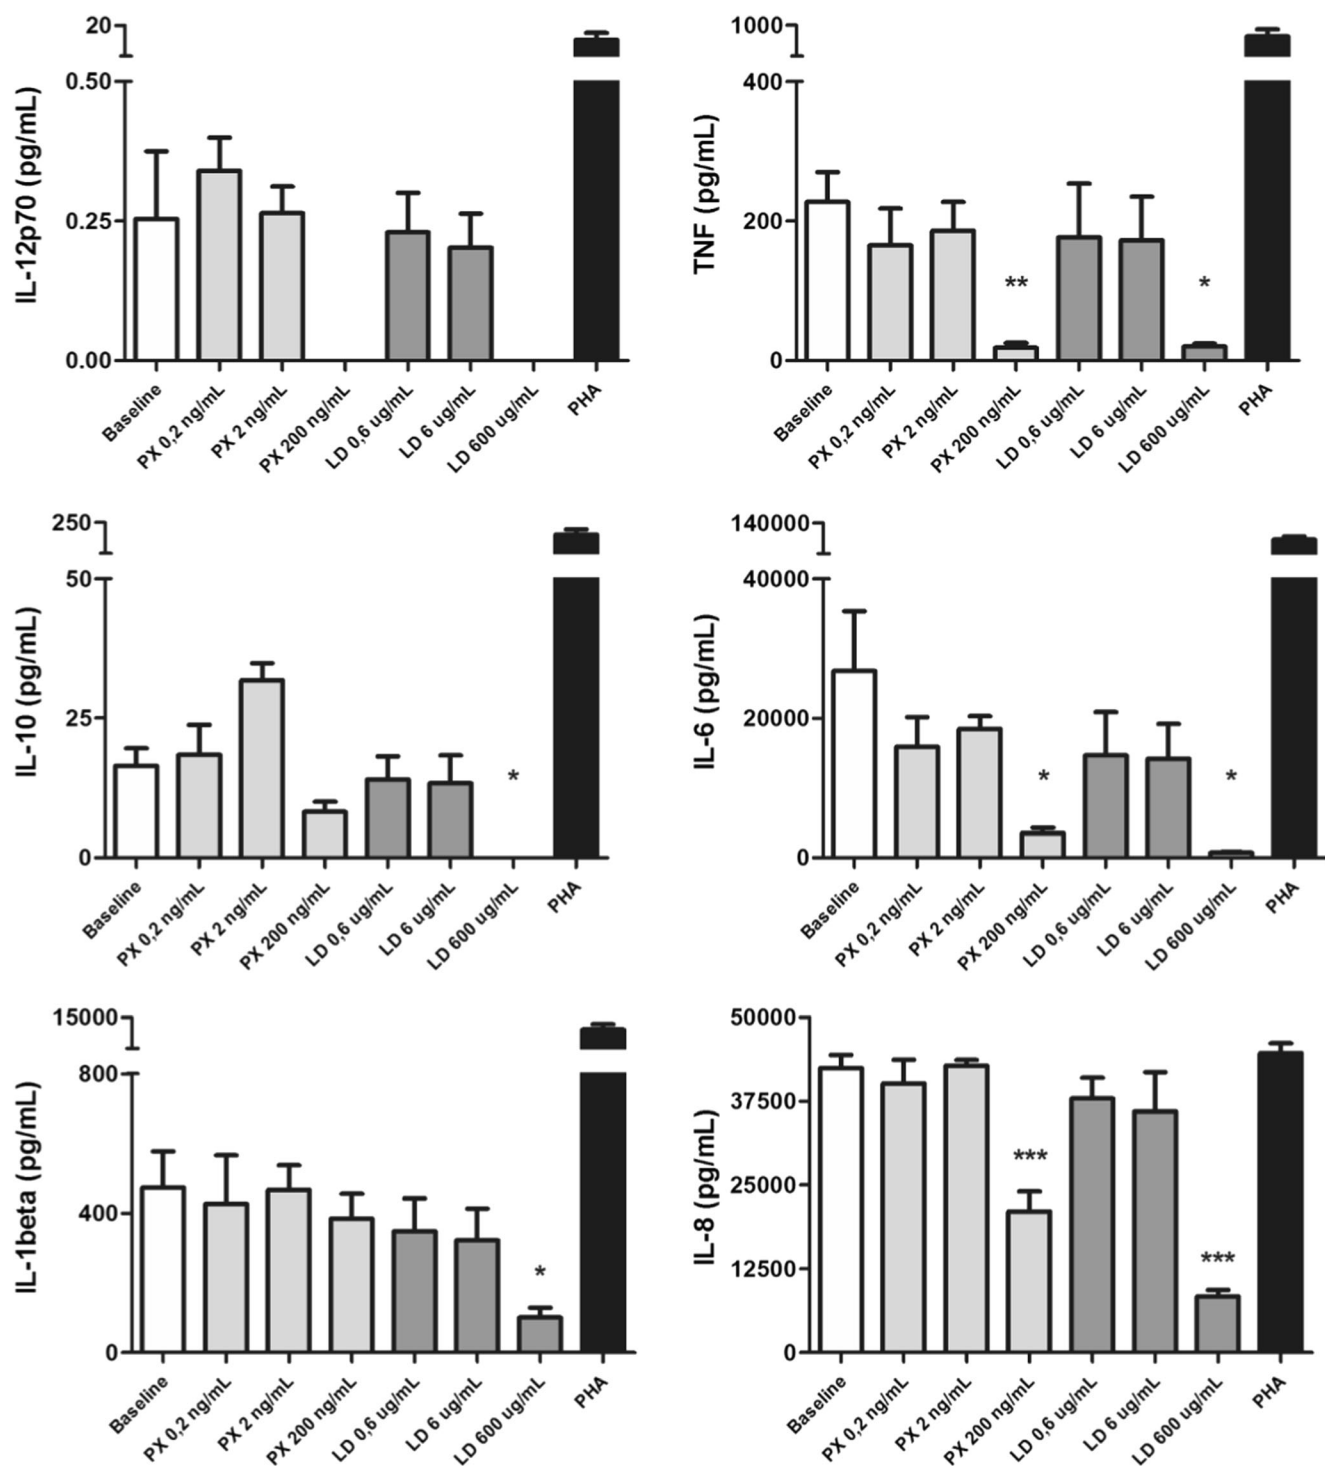 IL-12p70 (pg/mL)
20
0.50
0.25
0.00
Baseline
PX 0,2 ng/mL
PX 2 ng/mL
PX 200 ng/mL
LD 0,6 ug/mL
LD 6 ug/mL
LD 600 ug/mL
PHA
TNF (pg/mL)
1000
400
200
0
**
*
Baseline
PX 0,2 ng/mL
PX 2 ng/mL
PX 200 ng/mL
LD 0,6 ug/mL
LD 6 ug/mL
LD 600 ug/mL
PHA
IL-10 (pg/mL)
250
50
25
0
*
Baseline
PX 0,2 ng/mL
PX 2 ng/mL
PX 200 ng/mL
LD 0,6 ug/mL
LD 6 ug/mL
LD 600 ug/mL
PHA
IL-6 (pg/mL)
140000
40000
20000
0
*
*
Baseline
PX 0,2 ng/mL
PX 2 ng/mL
PX 200 ng/mL
LD 0,6 ug/mL
LD 6 ug/mL
LD 600 ug/mL
PHA
IL-1beta (pg/mL)
15000
800
400
0
*
Baseline
PX 0,2 ng/mL
PX 2 ng/mL
PX 200 ng/mL
LD 0,6 ug/mL
LD 6 ug/mL
LD 600 ug/mL
PHA
IL-8 (pg/mL)
50000
37500
25000
12500
0
***
***
Baseline
PX 0,2 ng/mL
PX 2 ng/mL
PX 200 ng/mL
LD 0,6 ug/mL
LD 6 ug/mL
LD 600 ug/mL
PHA